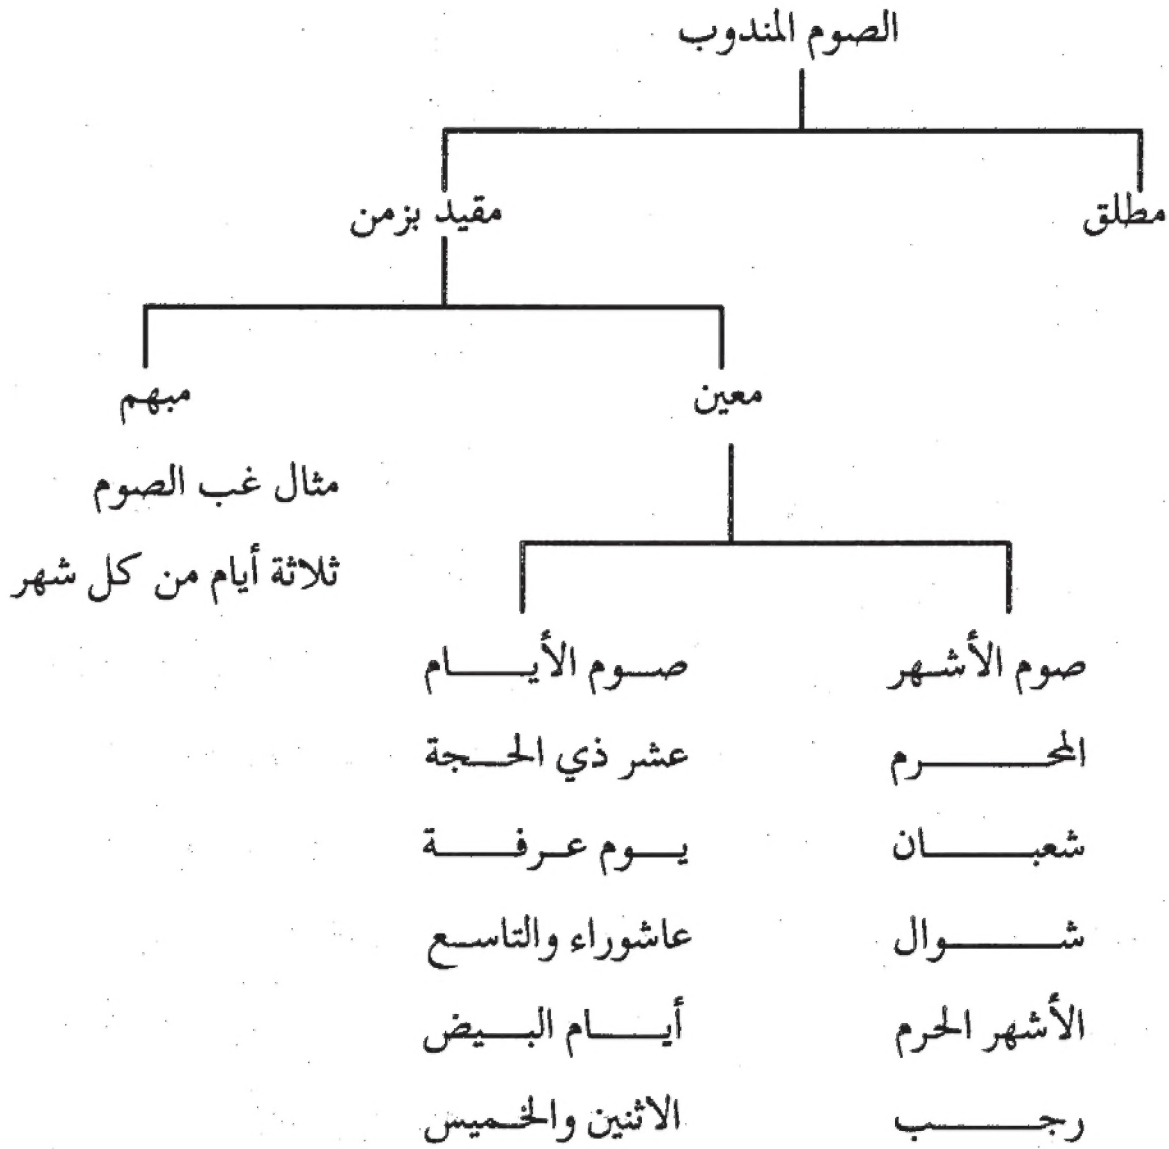 الصوم المندوب
مطلق
مقيد بزمن
معين
مبهم
مثال غب الصوم
ثلاثة أيام من كل شهر
صوم الأشهر
المحرم
شعبان
شوال
الأشهر الحرم
رجب
صوم الأيام
عشر ذي الحجة
يوم عرفة
عاشوراء والتاسع
أيام البيض
الاثنين والخميس